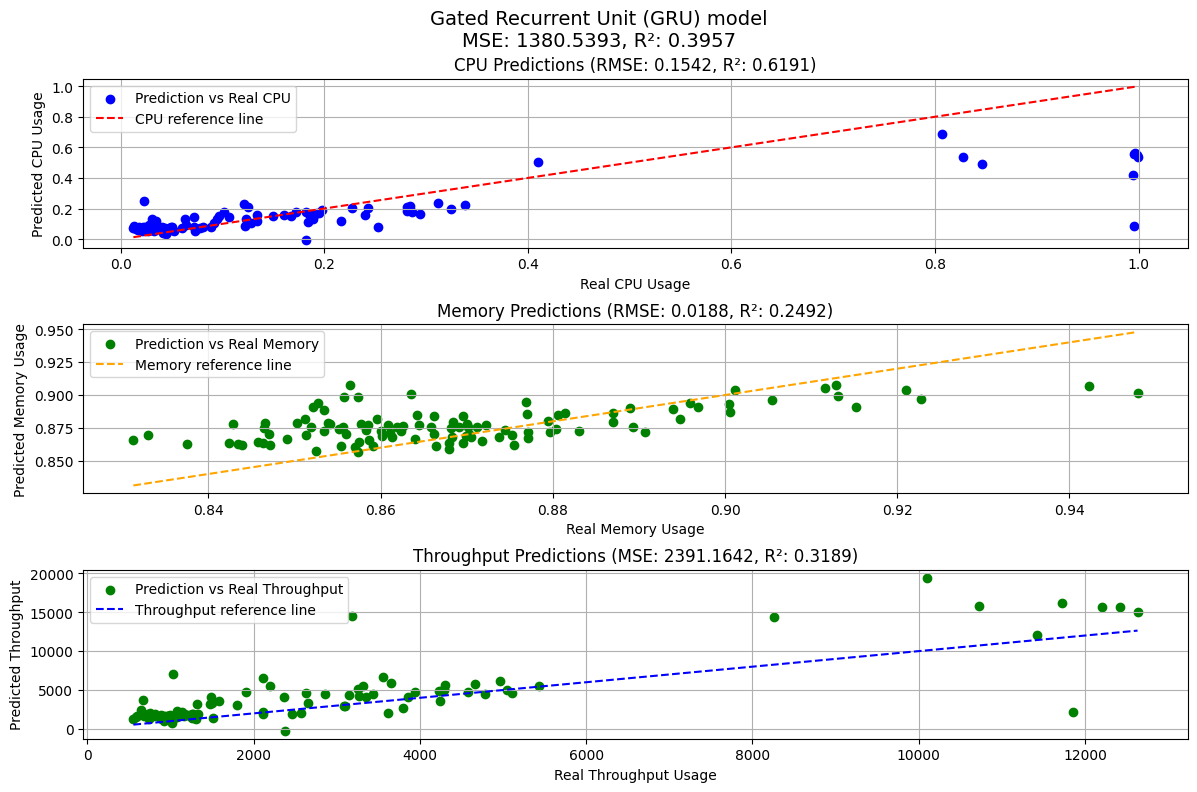 Gated Recurrent Unit (GRU) model
MSE: 1380.5393, R²: 0.3957
CPU Predictions (RMSE: 0.1542, R²: 0.6191)
Predicted CPU Usage
1.0
0.8
0.6
0.4
0.2
0.0
Prediction vs Real CPU
CPU reference line
0.0 0.2 0.4 0.6 0.8 1.0
Real CPU Usage
Memory Predictions (RMSE: 0.0188, R²: 0.2492)
Predicted Memory Usage
0.950
0.925
0.900
0.875
0.850
Prediction vs Real Memory
Memory reference line
0.84 0.86 0.88 0.90 0.92 0.94
Real Memory Usage
Throughput Predictions (MSE: 2391.1642, R²: 0.3189)
Predicted Throughput
20000
15000
10000
5000
0
Prediction vs Real Throughput
Throughput reference line
0 2000 4000 6000 8000 10000 12000
Real Throughput Usage